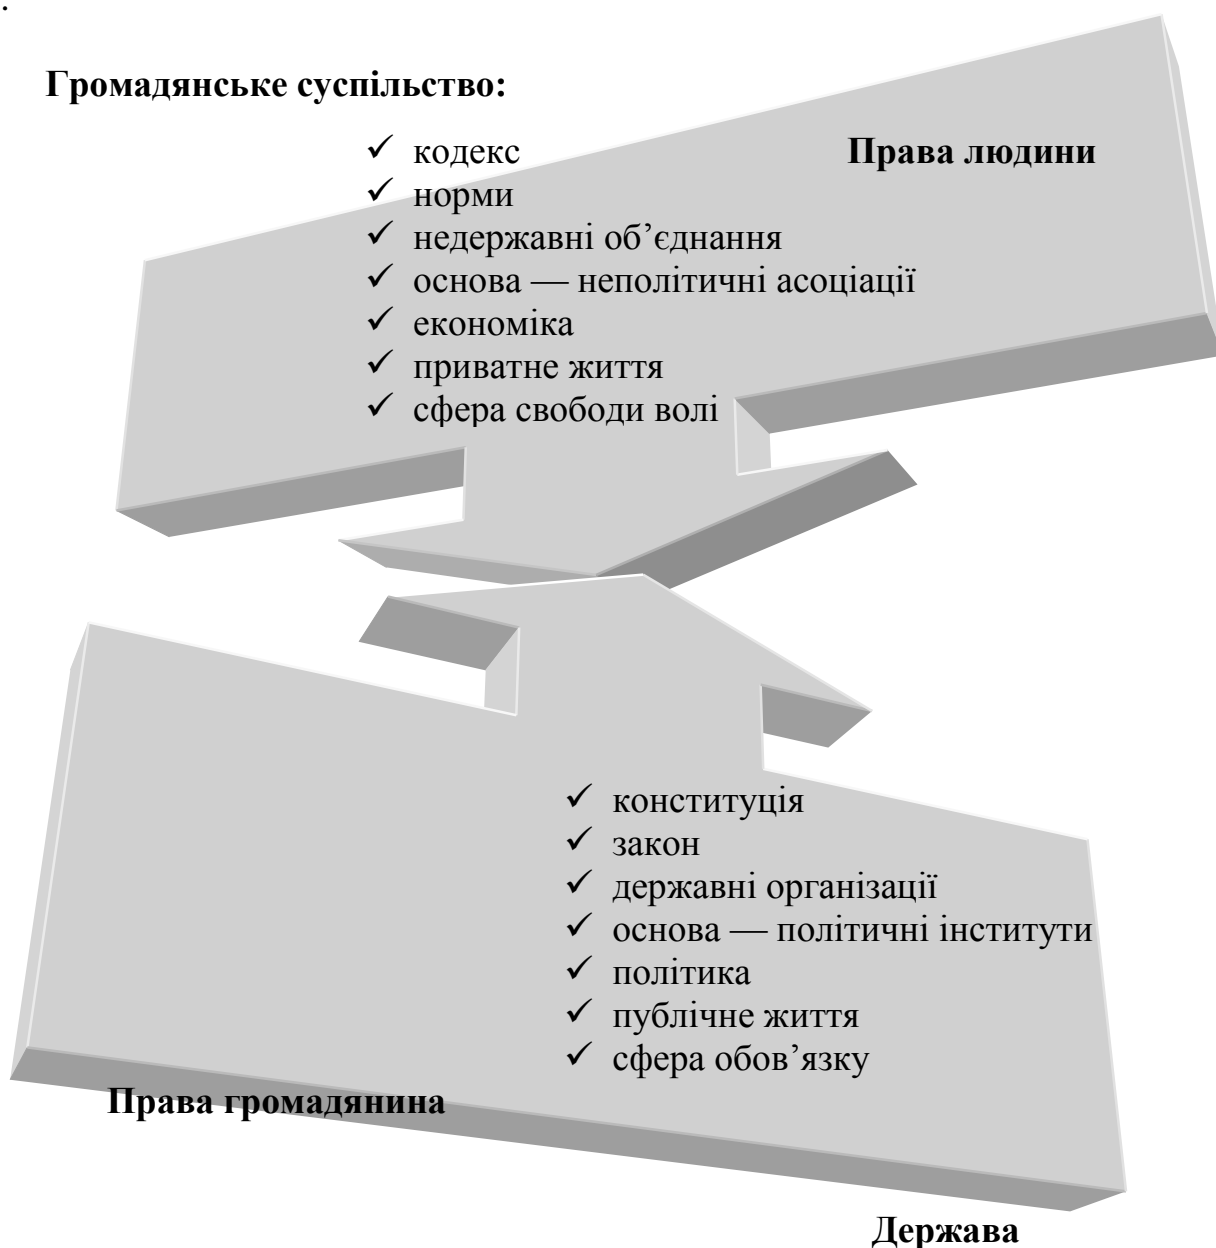 .
Громадянське суспільство:
✓ кодекс
Права людини
✓ норми
✓ недержавні об’єднання
✓ основа — неполітичні асоціації
✓ економіка
✓ приватне життя
✓ сфера свободи волі
✓ конституція
✓ закон
✓ державні організації
✓ основа — політичні інститути
✓ політика
✓ публічне життя
✓ сфера обов’язку
Права громадянина
Держава